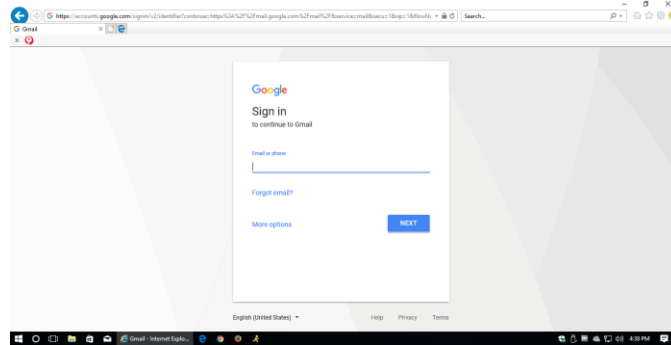 https://accounts.google.com/signin/v2/identifier?continue=https%3A%2F%2Fmail.google.com%2Fmail%2F&service=mail&sacu=1&rip=1&flowNa
Search...
Gmail
Google
Sign in
to continue to Gmail
Email or phone
Forgot email?
More options
NEXT
English (United States)
Help
Privacy
Terms
Gmail - Internet Explo...
4:38 PM